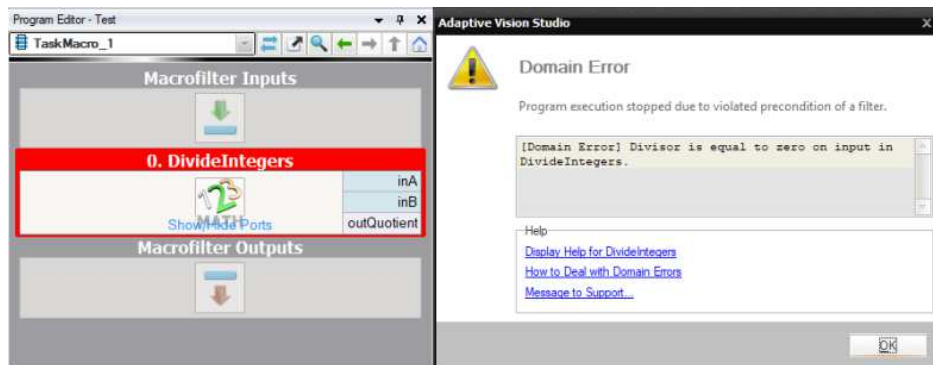 Program Editor - Test
TaskMacro_1
Macrofilter Inputs
0. DivideIntegers
inA
inB
outQuotient
123
MATH
Show/Hide Ports
Macrofilter Outputs
Adaptive Vision Studio
Domain Error
Program execution stopped due to violated precondition of a filter.
[Domain Error] Divisor is equal to zero on input in
DivideIntegers.
Help
Display Help for DivideIntegers
How to Deal with Domain Errors
Message to Support...
OK